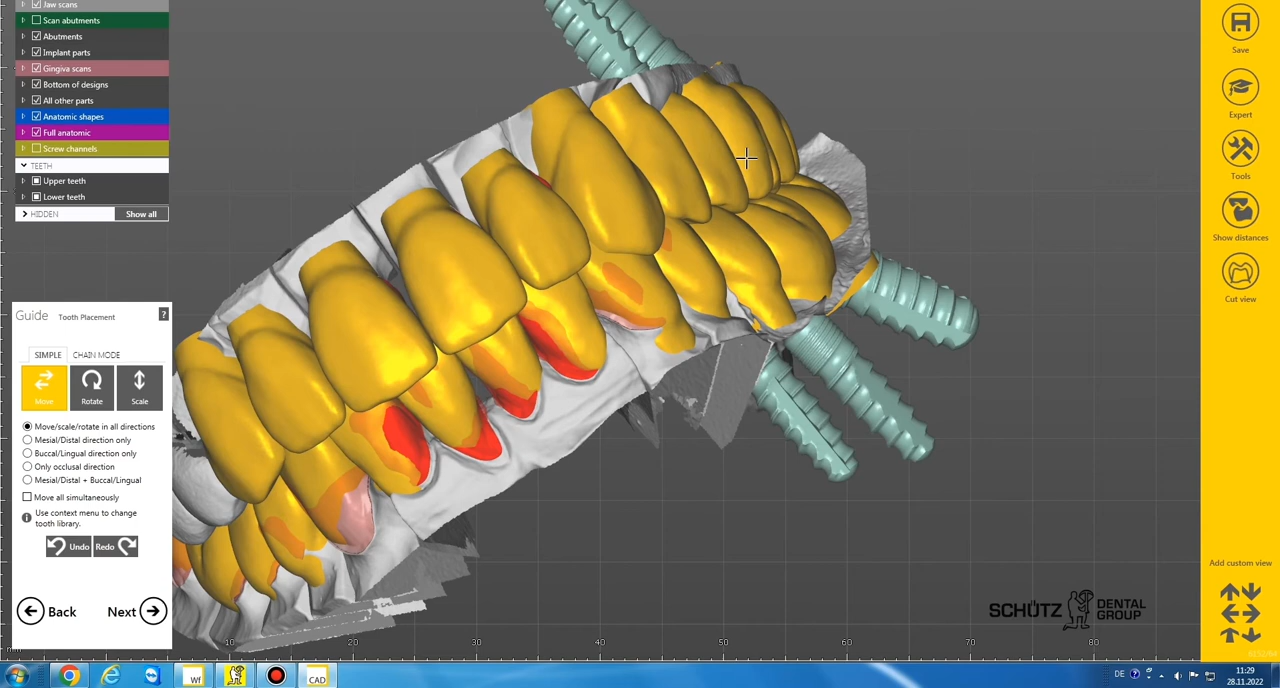 Jaw scans
Scan abutments
Abutments
Implant parts
Gingiva scans
Bottom of designs
All other parts
Anatomic shapes
Full anatomic
Screw channels
TEETH
Upper teeth
Lower teeth
HIDDEN
Show all
Guide Tooth Placement ?
SIMPLE CHAIN MODE
Move Rotate Scale
Move/scale/rotate in all directions
Mesial/Distal direction only
Buccal/Lingual direction only
Only occlusal direction
Mesial/Distal + Buccal/Lingual
Move all simultaneously
Use context menu to change
tooth library.
Undo Redo
Back Next
Save
Expert
Tools
Show distances
Cut view
Add custom view
SCHÜTZ DENTAL
GROUP
10 20 30 40 50 60 70 80
wf CAD
DE
11:29
28.11.2022